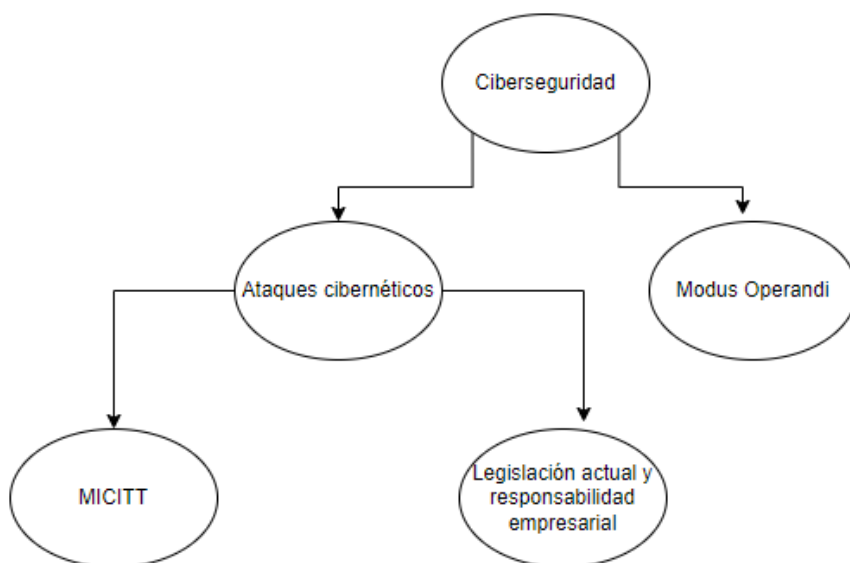 Ciberseguridad
Ataques cibernéticos
Modus Operandi
MICITT
Legislación actual y
responsabilidad
empresarial